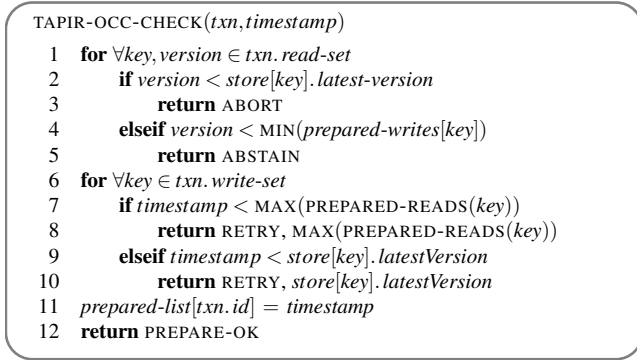 TAPIR-OCC-CHECK(txn,timestamp)
1 for ∀key,version ∈ txn.read-set
2 if version < store[key].latest-version
3 return ABORT
4 elseif version < MIN(prepared-writes[key])
5 return ABSTAIN
6 for ∀key ∈ txn.write-set
7 if timestamp < MAX(PREPARED-READS(key))
8 return RETRY, MAX(PREPARED-READS(key))
9 elseif timestamp < store[key].latestVersion
10 return RETRY, store[key].latestVersion
11 prepared-list[txn.id] = timestamp
12 return PREPARE-OK